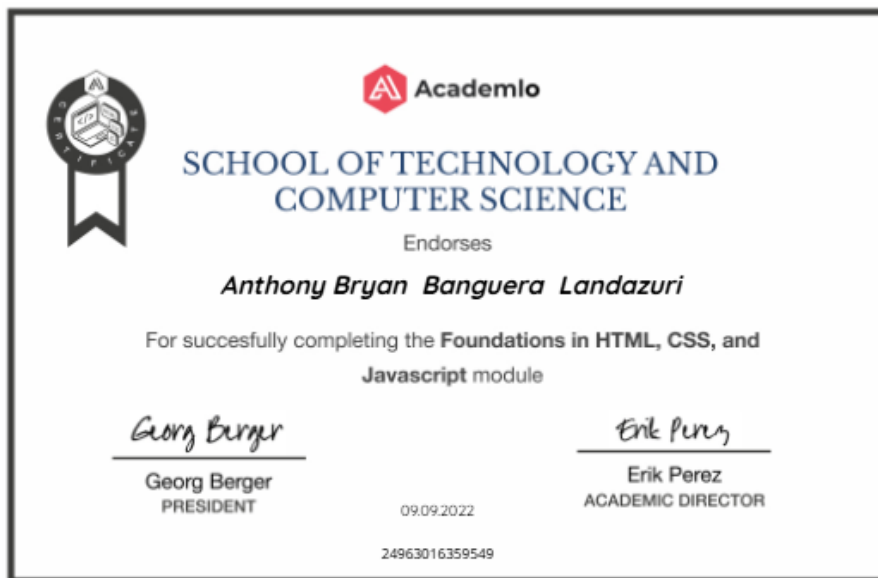 Academlo
CERTIFICATE
SCHOOL OF TECHNOLOGY AND
COMPUTER SCIENCE
Endorses
Anthony Bryan Banguera Landazuri
For succesfully completing the Foundations in HTML, CSS, and
Javascript module
Georg Berger
Erik Perez
Georg Berger
PRESIDENT
Erik Perez
ACADEMIC DIRECTOR
09.09.2022
24963016359549